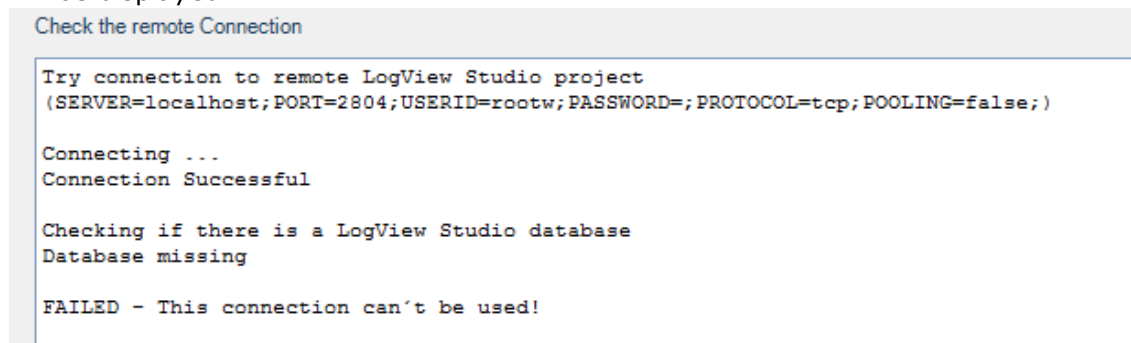 Check the remote Connection
Try connection to remote LogView Studio project
(SERVER=localhost;PORT=2804;USERID=rootw;PASSWORD=;PROTOCOL=tcp;POOLING=false;)
Connecting ...
Connection Successful
Checking if there is a LogView Studio database
Database missing
FAILED - This connection can´t be used!